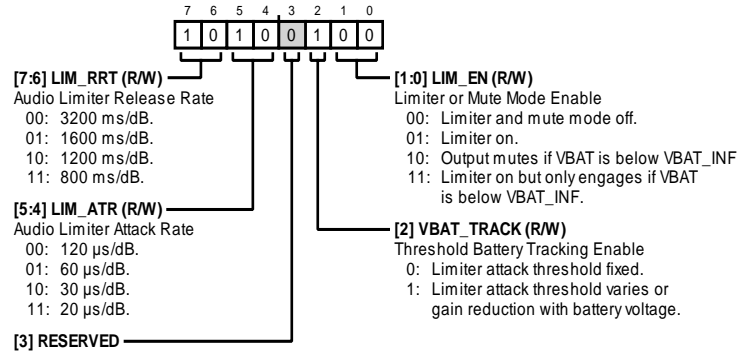 7 6 5 4 3 2 1 0
1 0 1 0 0 1 0 0
[7:6] LIM_RRT (R/W)
Audio Limiter Release Rate
00: 3200 ms/dB.
01: 1600 ms/dB.
10: 1200 ms/dB.
11: 800 ms/dB.
[5:4] LIM_ATR (R/W)
Audio Limiter Attack Rate
00: 120 µs/dB.
01: 60 µs/dB.
10: 30 µs/dB.
11: 20 µs/dB.
[3] RESERVED
[1:0] LIM_EN (R/W)
Limiter or Mute Mode Enable
00: Limiter and mute mode off.
01: Limiter on.
10: Output mutes if VBAT is below VBAT_INF
11: Limiter on but only engages if VBAT
is below VBAT_INF.
[2] VBAT_TRACK (R/W)
Threshold Battery Tracking Enable
0: Limiter attack threshold fixed.
1: Limiter attack threshold varies or
gain reduction with battery voltage.